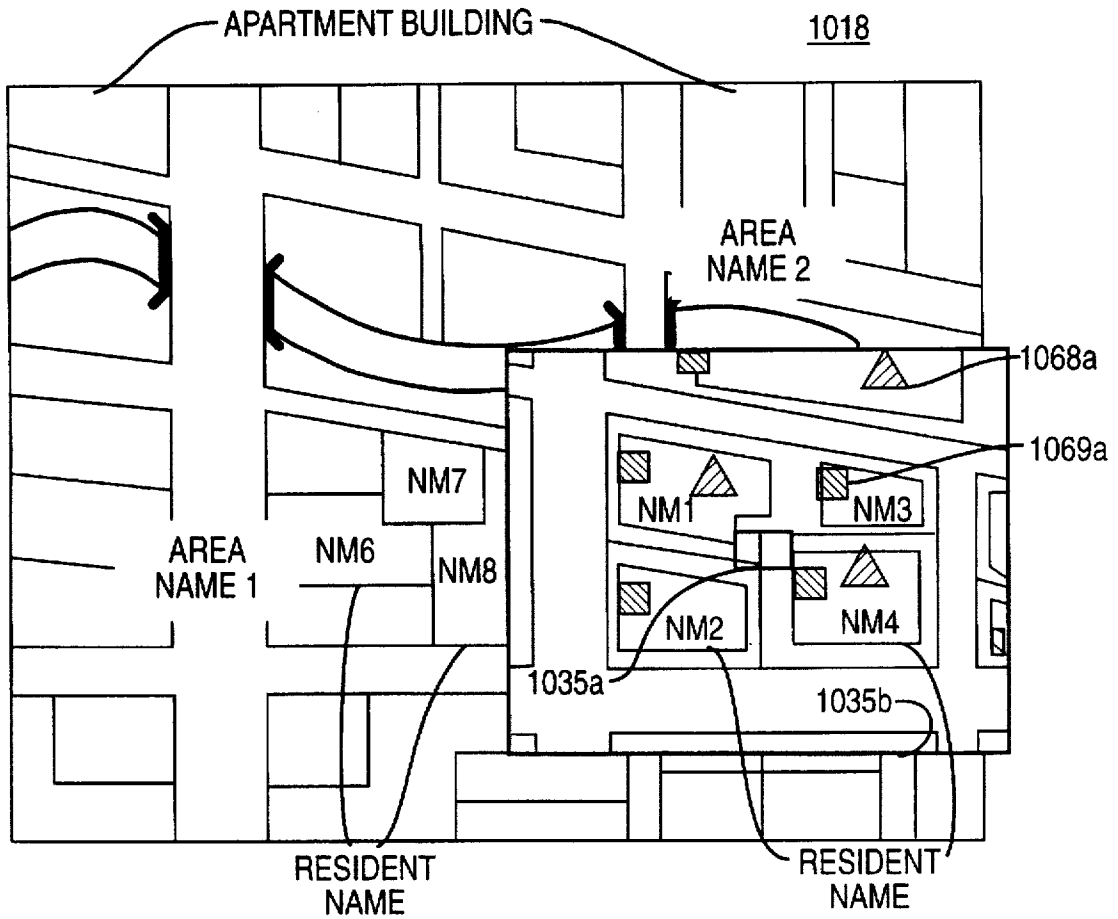 APARTMENT BUILDING
1018
AREA
NAME 2
1068a
1069a
NM7
NM1
NM3
AREA
NAME 1
NM6
NM8
NM2
NM4
1035a
1035b
RESIDENT
NAME
RESIDENT
NAME